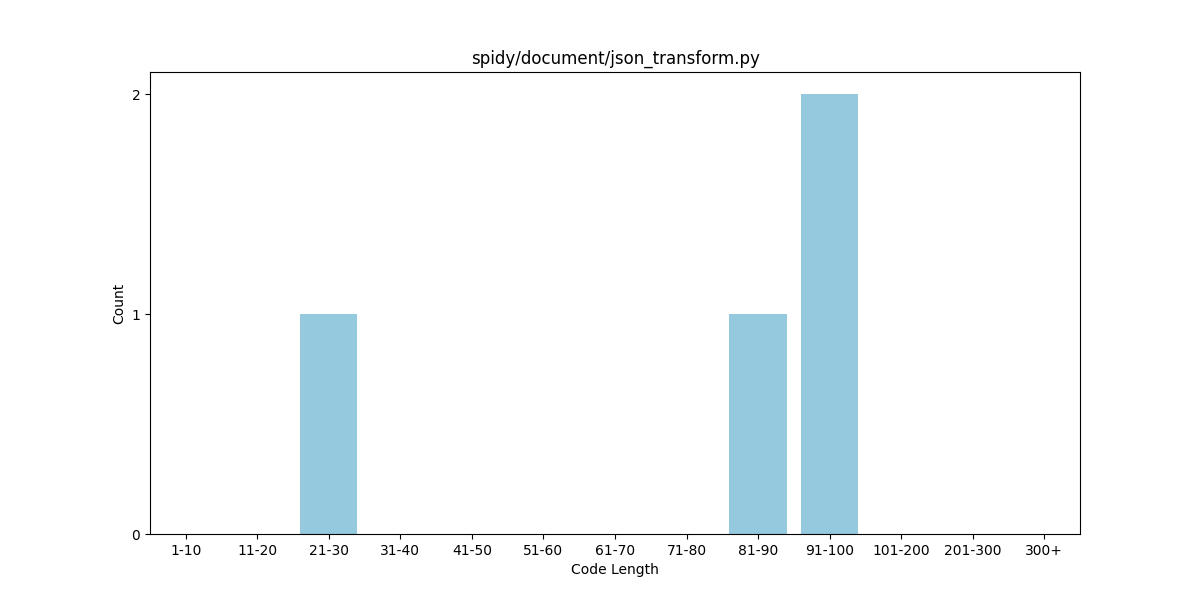 spidy/document/json_transform.py
2
1
0
Count
1-10 11-20 21-30 31-40 41-50 51-60 61-70 71-80 81-90 91-100 101-200 201-300 300+
Code Length